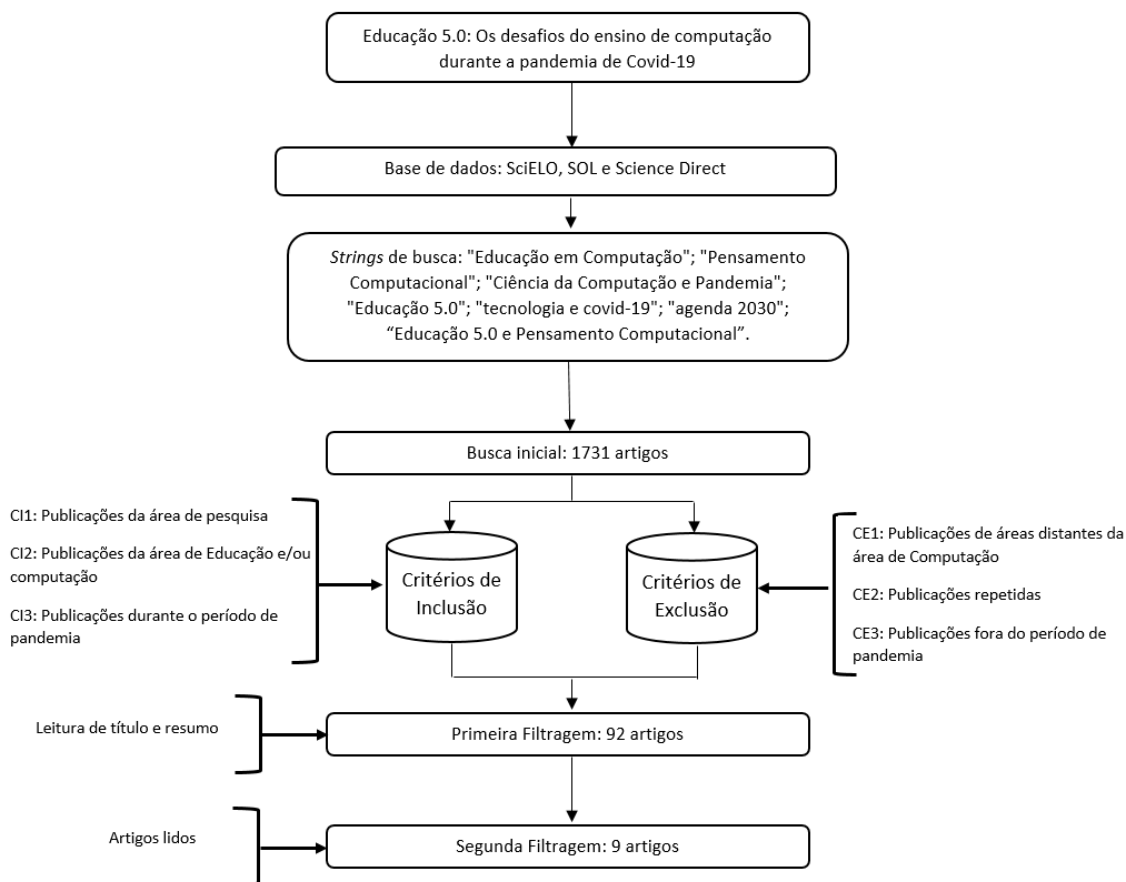 Educação 5.0: Os desafios do ensino de computação
durante a pandemia de Covid-19
Base de dados: SciELO, SOL e Science Direct
Strings de busca: "Educação em Computação"; "Pensamento
Computacional"; "Ciência da Computação e Pandemia";
"Educação 5.0"; "tecnologia e covid-19"; "agenda 2030";
“Educação 5.0 e Pensamento Computacional”.
Busca inicial: 1731 artigos
CI1: Publicações da área de pesquisa
CI2: Publicações da área de Educação e/ou
computação
CI3: Publicações durante o período de
pandemia
Critérios de
Inclusão
Critérios de
Exclusão
CE1: Publicações de áreas distantes da
área de Computação
CE2: Publicações repetidas
CE3: Publicações fora do período de
pandemia
Leitura de título e resumo
Primeira Filtragem: 92 artigos
Artigos lidos
Segunda Filtragem: 9 artigos